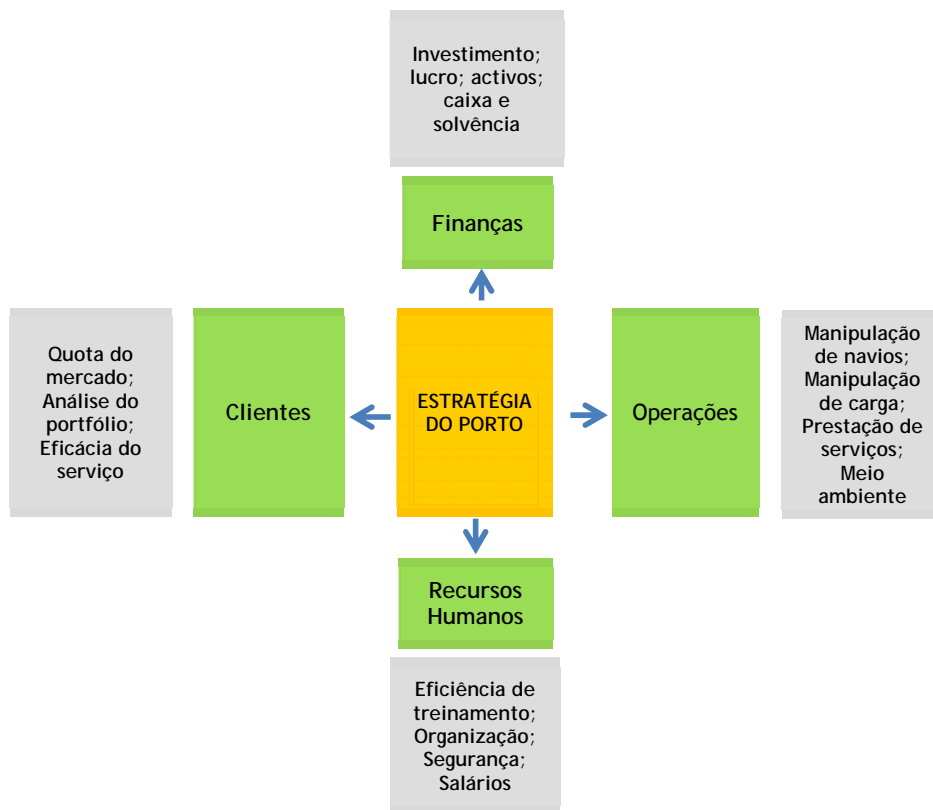 Investimento;
lucro; activos;
caixa e
solvência
Finanças
Quota do
mercado;
Análise do
portfólio;
Eficácia do
serviço
Clientes
ESTRATÉGIA
DO PORTO
Operações
Manipulação
de navios;
Manipulação
de carga;
Prestação de
serviços;
Meio
ambiente
Recursos
Humanos
Eficiência de
treinamento;
Organização;
Segurança;
Salários